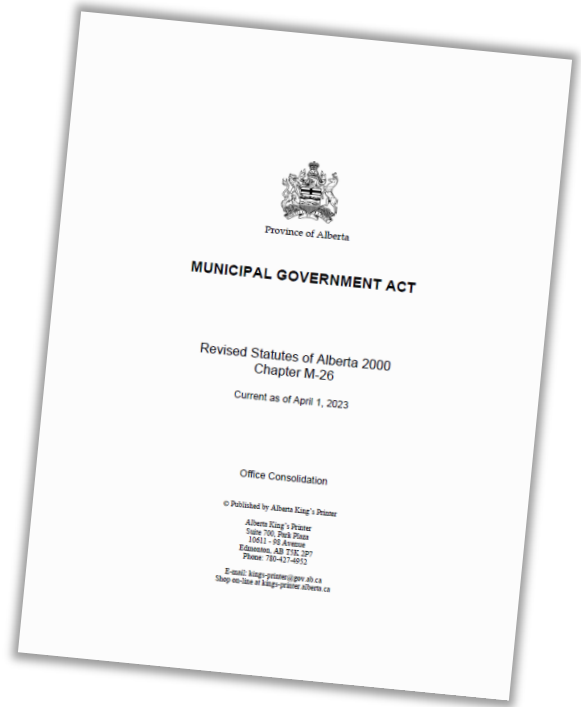 Province of Alberta
MUNICIPAL GOVERNMENT ACT
Revised Statutes of Alberta 2000
Chapter M-26
Current as of April 1, 2023
Office Consolidation
© Published by Alberta King's Printer
Alberta King's Printer
Suite 700, Park Plaza
10611 - 98 Avenue
Edmonton, AB T5K 2P7
Phone: 780-427-4952
E-mail: kings-printer@gov.ab.ca
Shop on-line at kings-printer.alberta.ca